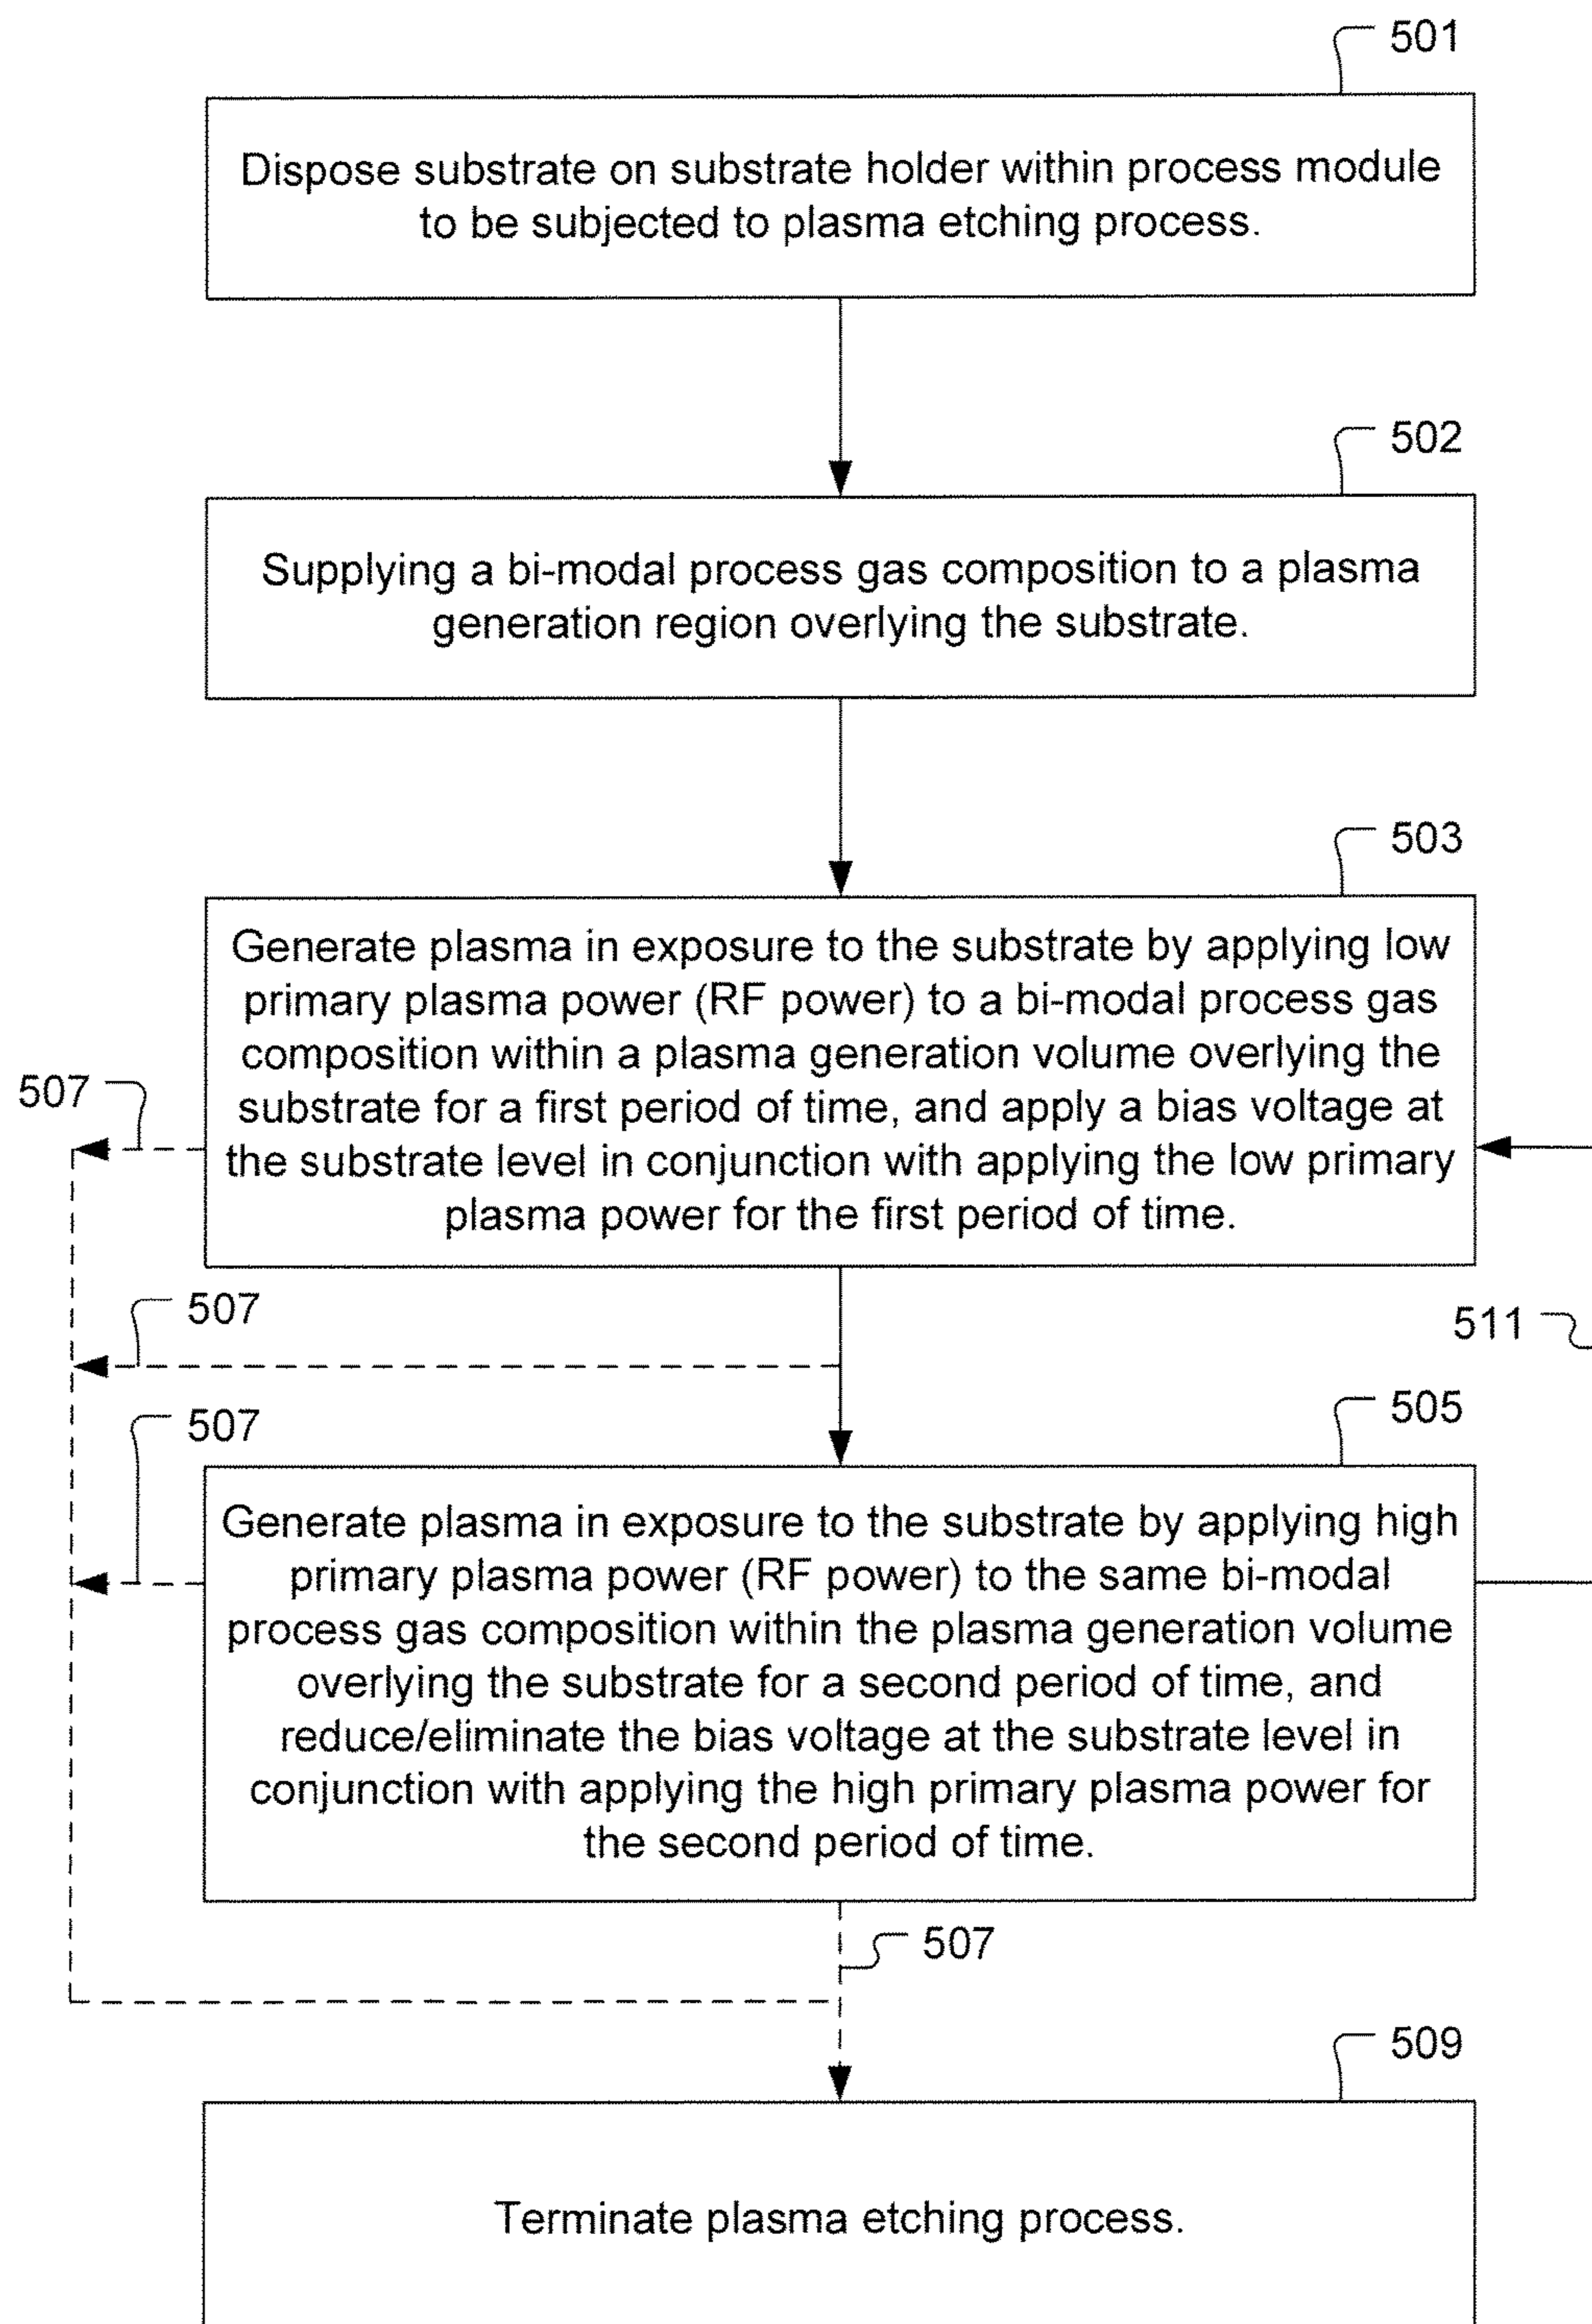 501
Dispose substrate on substrate holder within process module
to be subjected to plasma etching process.
502
Supplying a bi-modal process gas composition to a plasma
generation region overlying the substrate.
503
Generate plasma in exposure to the substrate by applying low
primary plasma power (RF power) to a bi-modal process gas
composition within a plasma generation volume overlying the
substrate for a first period of time, and apply a bias voltage at
the substrate level in conjunction with applying the low primary
plasma power for the first period of time.
507
507
511
507
505
Generate plasma in exposure to the substrate by applying high
primary plasma power (RF power) to the same bi-modal
process gas composition within the plasma generation volume
overlying the substrate for a second period of time, and
reduce/eliminate the bias voltage at the substrate level in
conjunction with applying the high primary plasma power for
the second period of time.
507
509
Terminate plasma etching process.